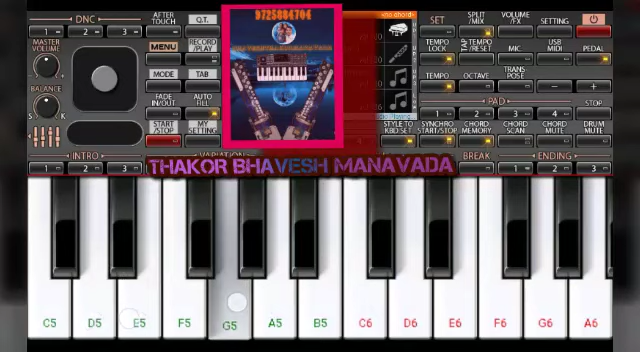 DNC
1 2 3
AFTER
TOUCH
Q.T.
MASTER
VOLUME
MENU
RECORD
/PLAY
MODE
TAB
BALANCE
S K
FADE
IN/OUT
AUTO
FILL
START
/STOP
MY
SETTING
INTRO
1 2 3
9725884704
-no chord-
SET
SPLIT
/MIX
VOLUME
/FX
SETTING
TEMPO
LOCK
TAP TEMPO
/RESET
MIC
USB
MIDI
PEDAL
TEMPO
OCTAVE
TRANS
POSE
- +
PAD
STOP
1 2 3 4
STYLE TO
KBD SET
SYNCHRO
START/STOP
CHORD
MEMORY
CHORD
SCAN
CHORD
MUTE
DRUM
MUTE
THAKOR BHAVESH MANAVADA
BREAK
ENDING
1 2 3
C5 D5 E5 F5 G5 A5 B5 C6 D6 E6 F6 G6 A6